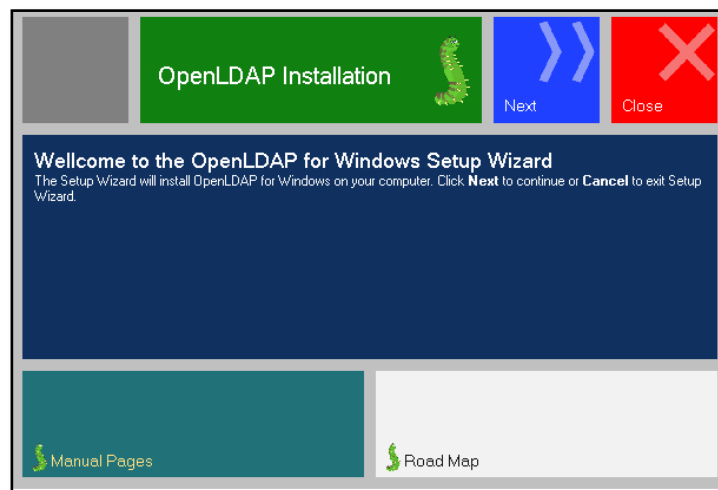 OpenLDAP Installation
Next
Close
Wellcome to the OpenLDAP for Windows Setup Wizard
The Setup Wizard will install OpenLDAP for Windows on your computer. Click Next to continue or Cancel to exit Setup
Wizard.
Manual Pages
Road Map